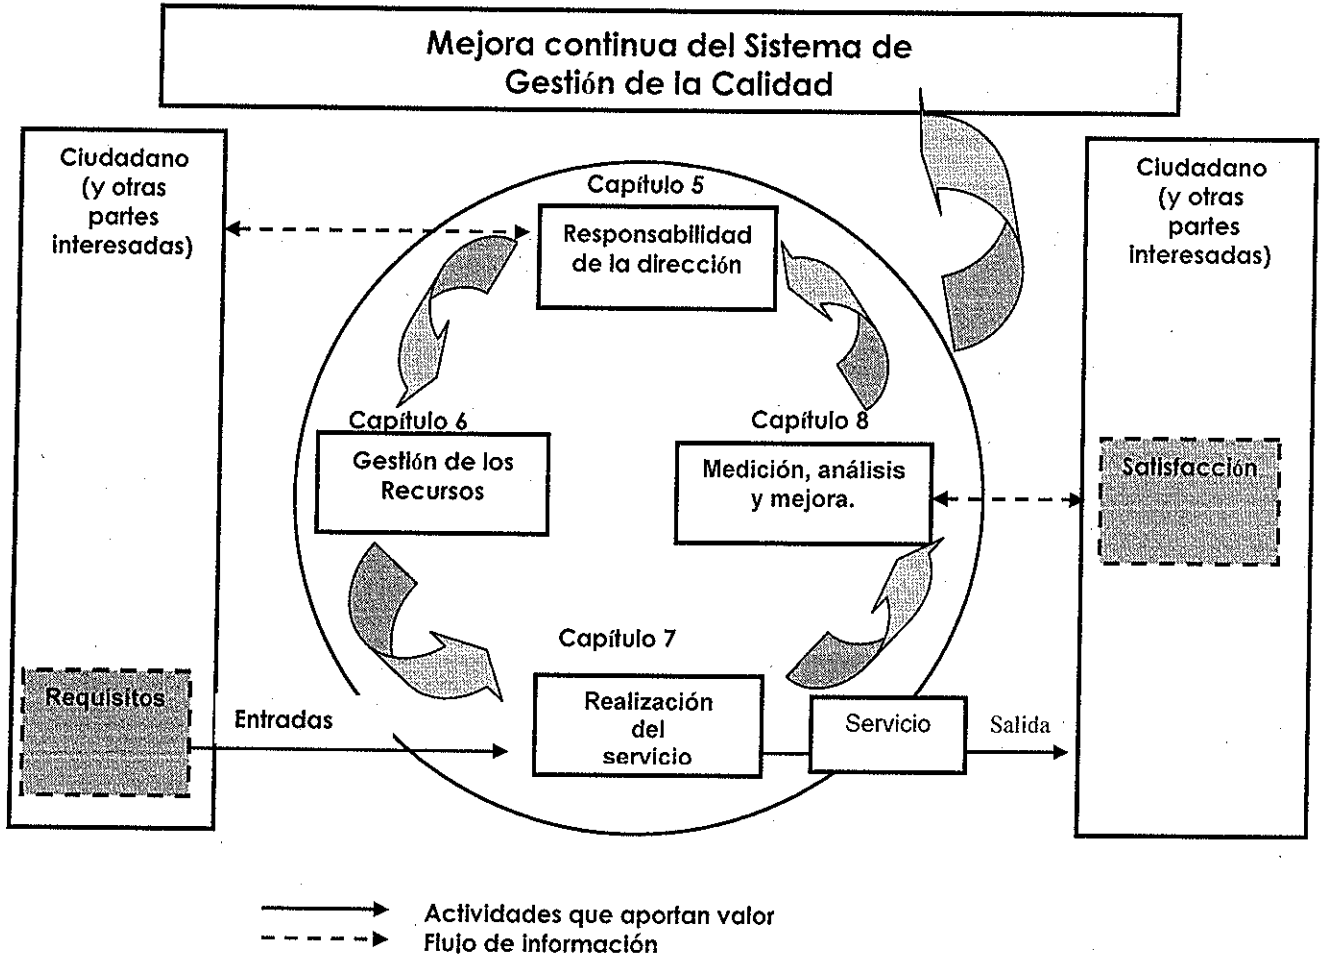 Mejora continua del Sistema de
Gestión de la Calidad
Ciudadano
(y otras
partes
interesadas)
Capítulo 5
Responsabilidad
de la dirección
Ciudadano
(y otras
partes
interesadas)
Capítulo 6
Gestión de los
Recursos
Capítulo 8
Medición, análisis
y mejora.
Satisfacción
Capítulo 7
Realización
del
servicio
Requisitos
Entradas
Servicio
Salida
Actividades que aportan valor
Flujo de información